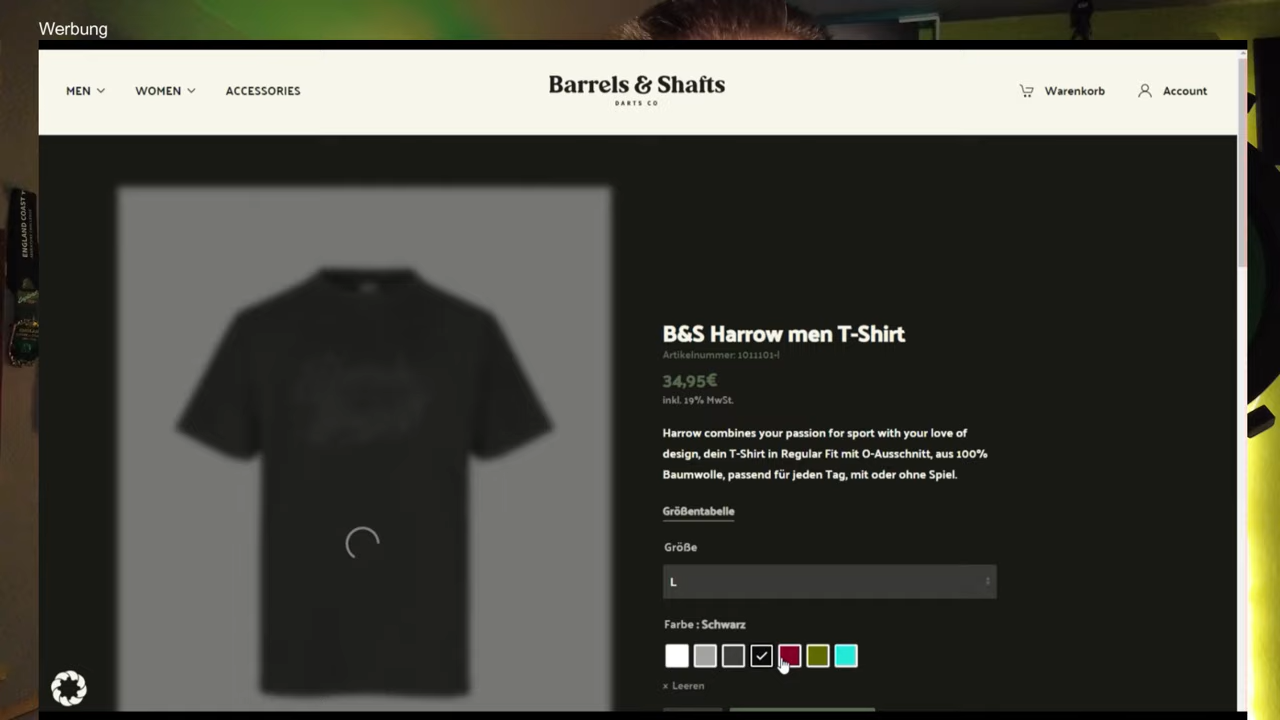 Werbung
MEN
WOMEN
ACCESSORIES
Barrels & Shafts
DARTS CO
Warenkorb
Account
ENGLAND COAST
B&S Harrow men T-Shirt
Artikelnummer: 1011101-l
34,95€
inkl. 19% MwSt.
Harrow combines your passion for sport with your love of
design, dein T-Shirt in Regular Fit mit O-Ausschnitt, aus 100%
Baumwolle, passend für jeden Tag, mit oder ohne Spiel.
Größentabelle
Größe
L
Farbe : Schwarz
× Leeren